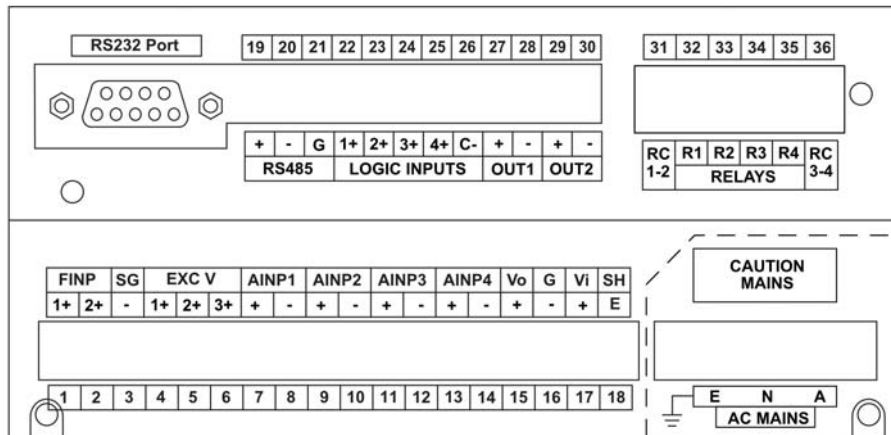 RS232 Port
19 20 21 22 23 24 25 26 27 28 29 30
31 32 33 34 35 36
+ - G 1+ 2+ 3+ 4+ C- + - + -
RS485 LOGIC INPUTS OUT1 OUT2
RC R1 R2 R3 R4 RC
1-2 RELAYS 3-4
FINP SG EXC V AINP1 AINP2 AINP3 AINP4 Vo G Vi SH
1+ 2+ - 1+ 2+ 3+ + - + - + - + - + - + E
CAUTION
MAINS
1 2 3 4 5 6 7 8 9 10 11 12 13 14 15 16 17 18
E N A
AC MAINS